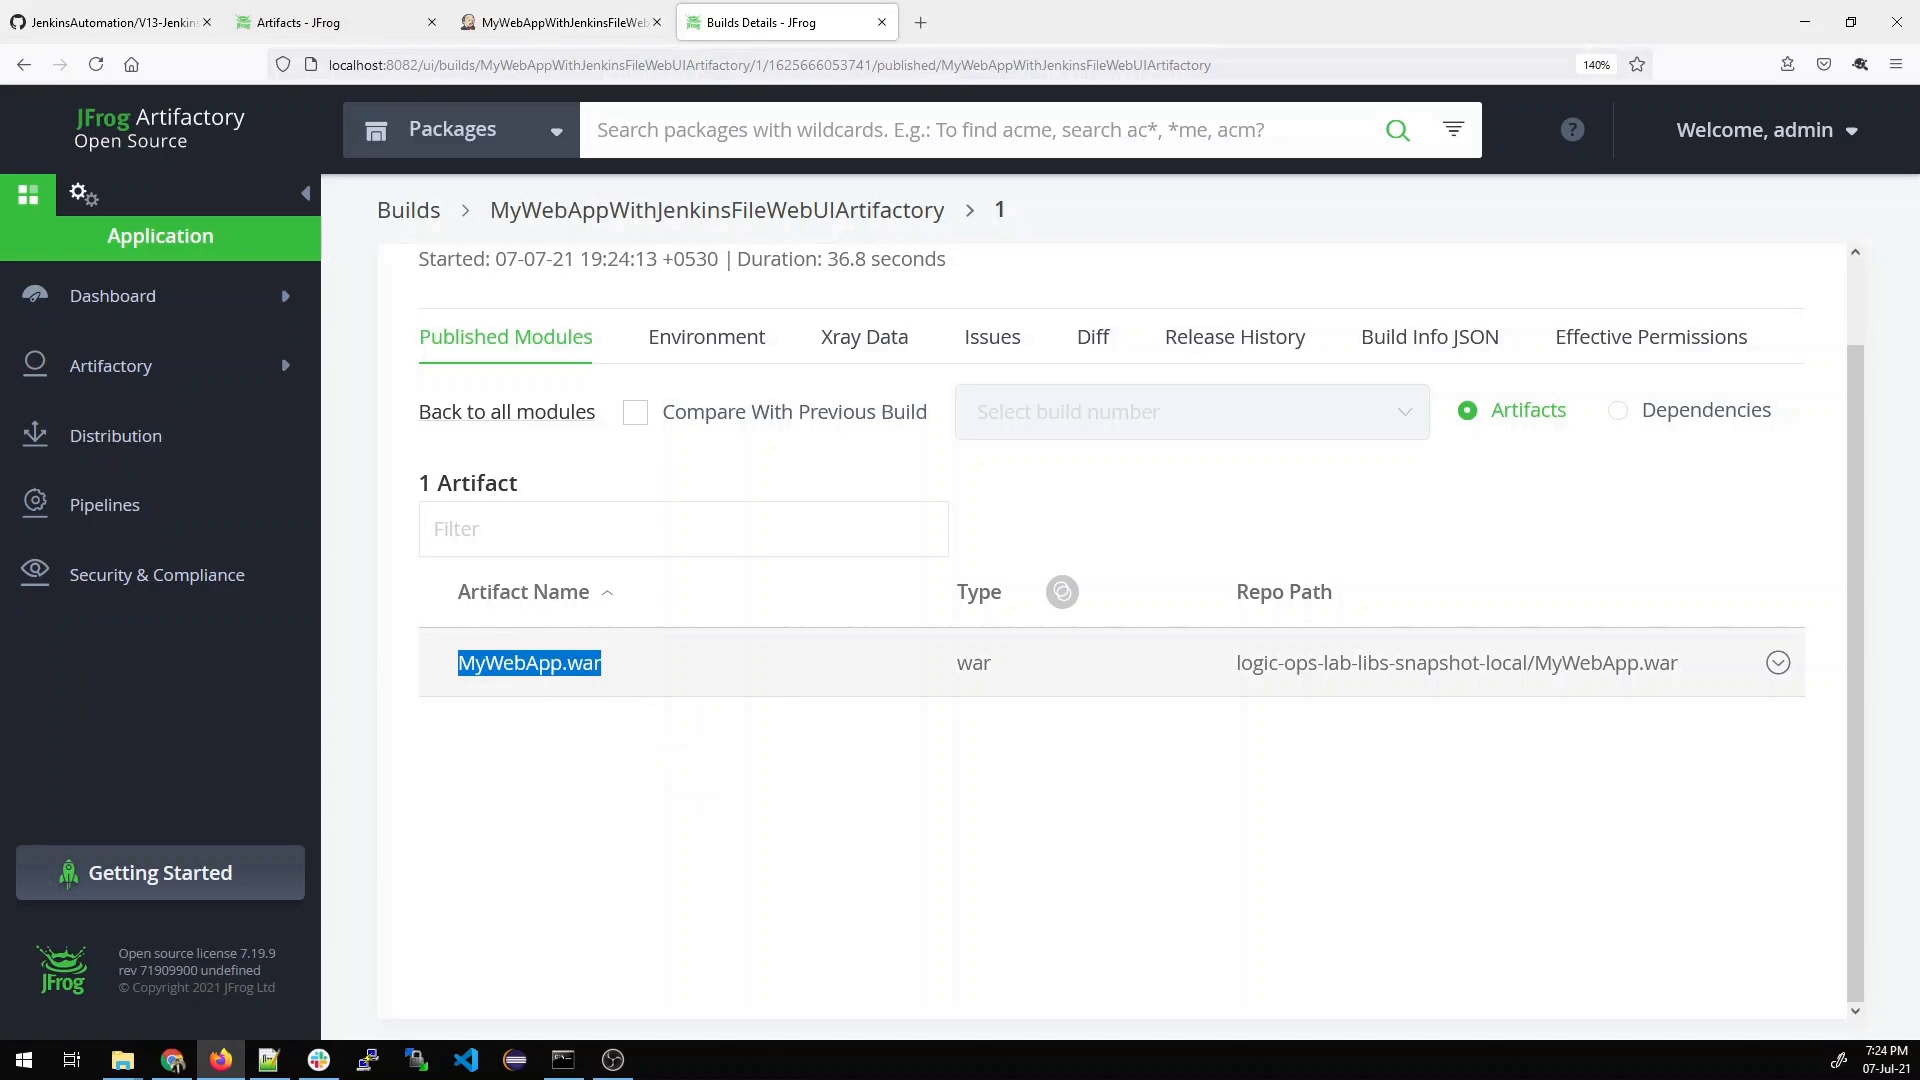 JenkinsAutomation/V13-Jenkins
Artifacts - JFrog
MyWebAppWithJenkinsFileWeb
Builds Details - JFrog
localhost:8082/ui/builds/MyWebAppWithJenkinsFileWebUIArtifactory/1/1625666053741/published/MyWebAppWithJenkinsFileWebUIArtifactory
140%
JFrog Artifactory
Open Source
Packages
Search packages with wildcards. E.g.: To find acme, search ac*, *me, acm?
?
Welcome, admin
Application
Dashboard
Artifactory
Distribution
Pipelines
Security & Compliance
Getting Started
JFrog
Open source license 7.19.9
rev 71909900 undefined
© Copyright 2021 JFrog Ltd
Builds > MyWebAppWithJenkinsFileWebUIArtifactory > 1
Started: 07-07-21 19:24:13 +0530 | Duration: 36.8 seconds
Published Modules Environment Xray Data Issues Diff Release History Build Info JSON Effective Permissions
Back to all modules Compare With Previous Build Select build number Artifacts Dependencies
1 Artifact
Filter
Artifact Name Type Repo Path
MyWebApp.war war logic-ops-lab-libs-snapshot-local/MyWebApp.war
7:24 PM
07-Jul-21